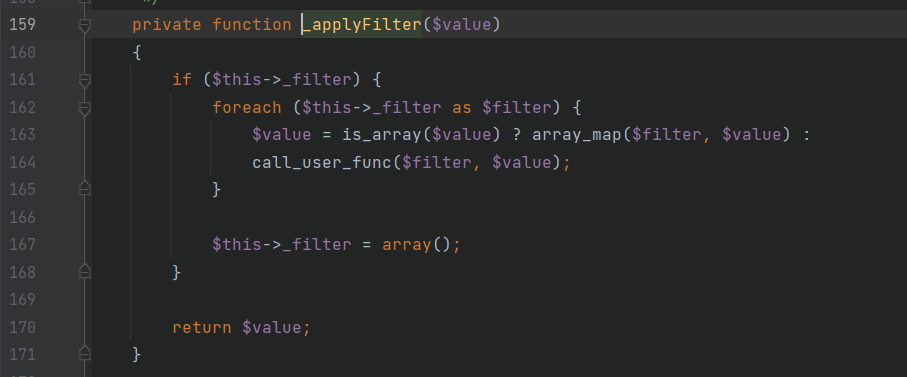 */
159 private function _applyFilter($value)
160 {
161 if ($this->_filter) {
162 foreach ($this->_filter as $filter) {
163 $value = is_array($value) ? array_map($filter, $value) :
164 call_user_func($filter, $value);
165 }
166
167 $this->_filter = array();
168 }
169
170 return $value;
171 }